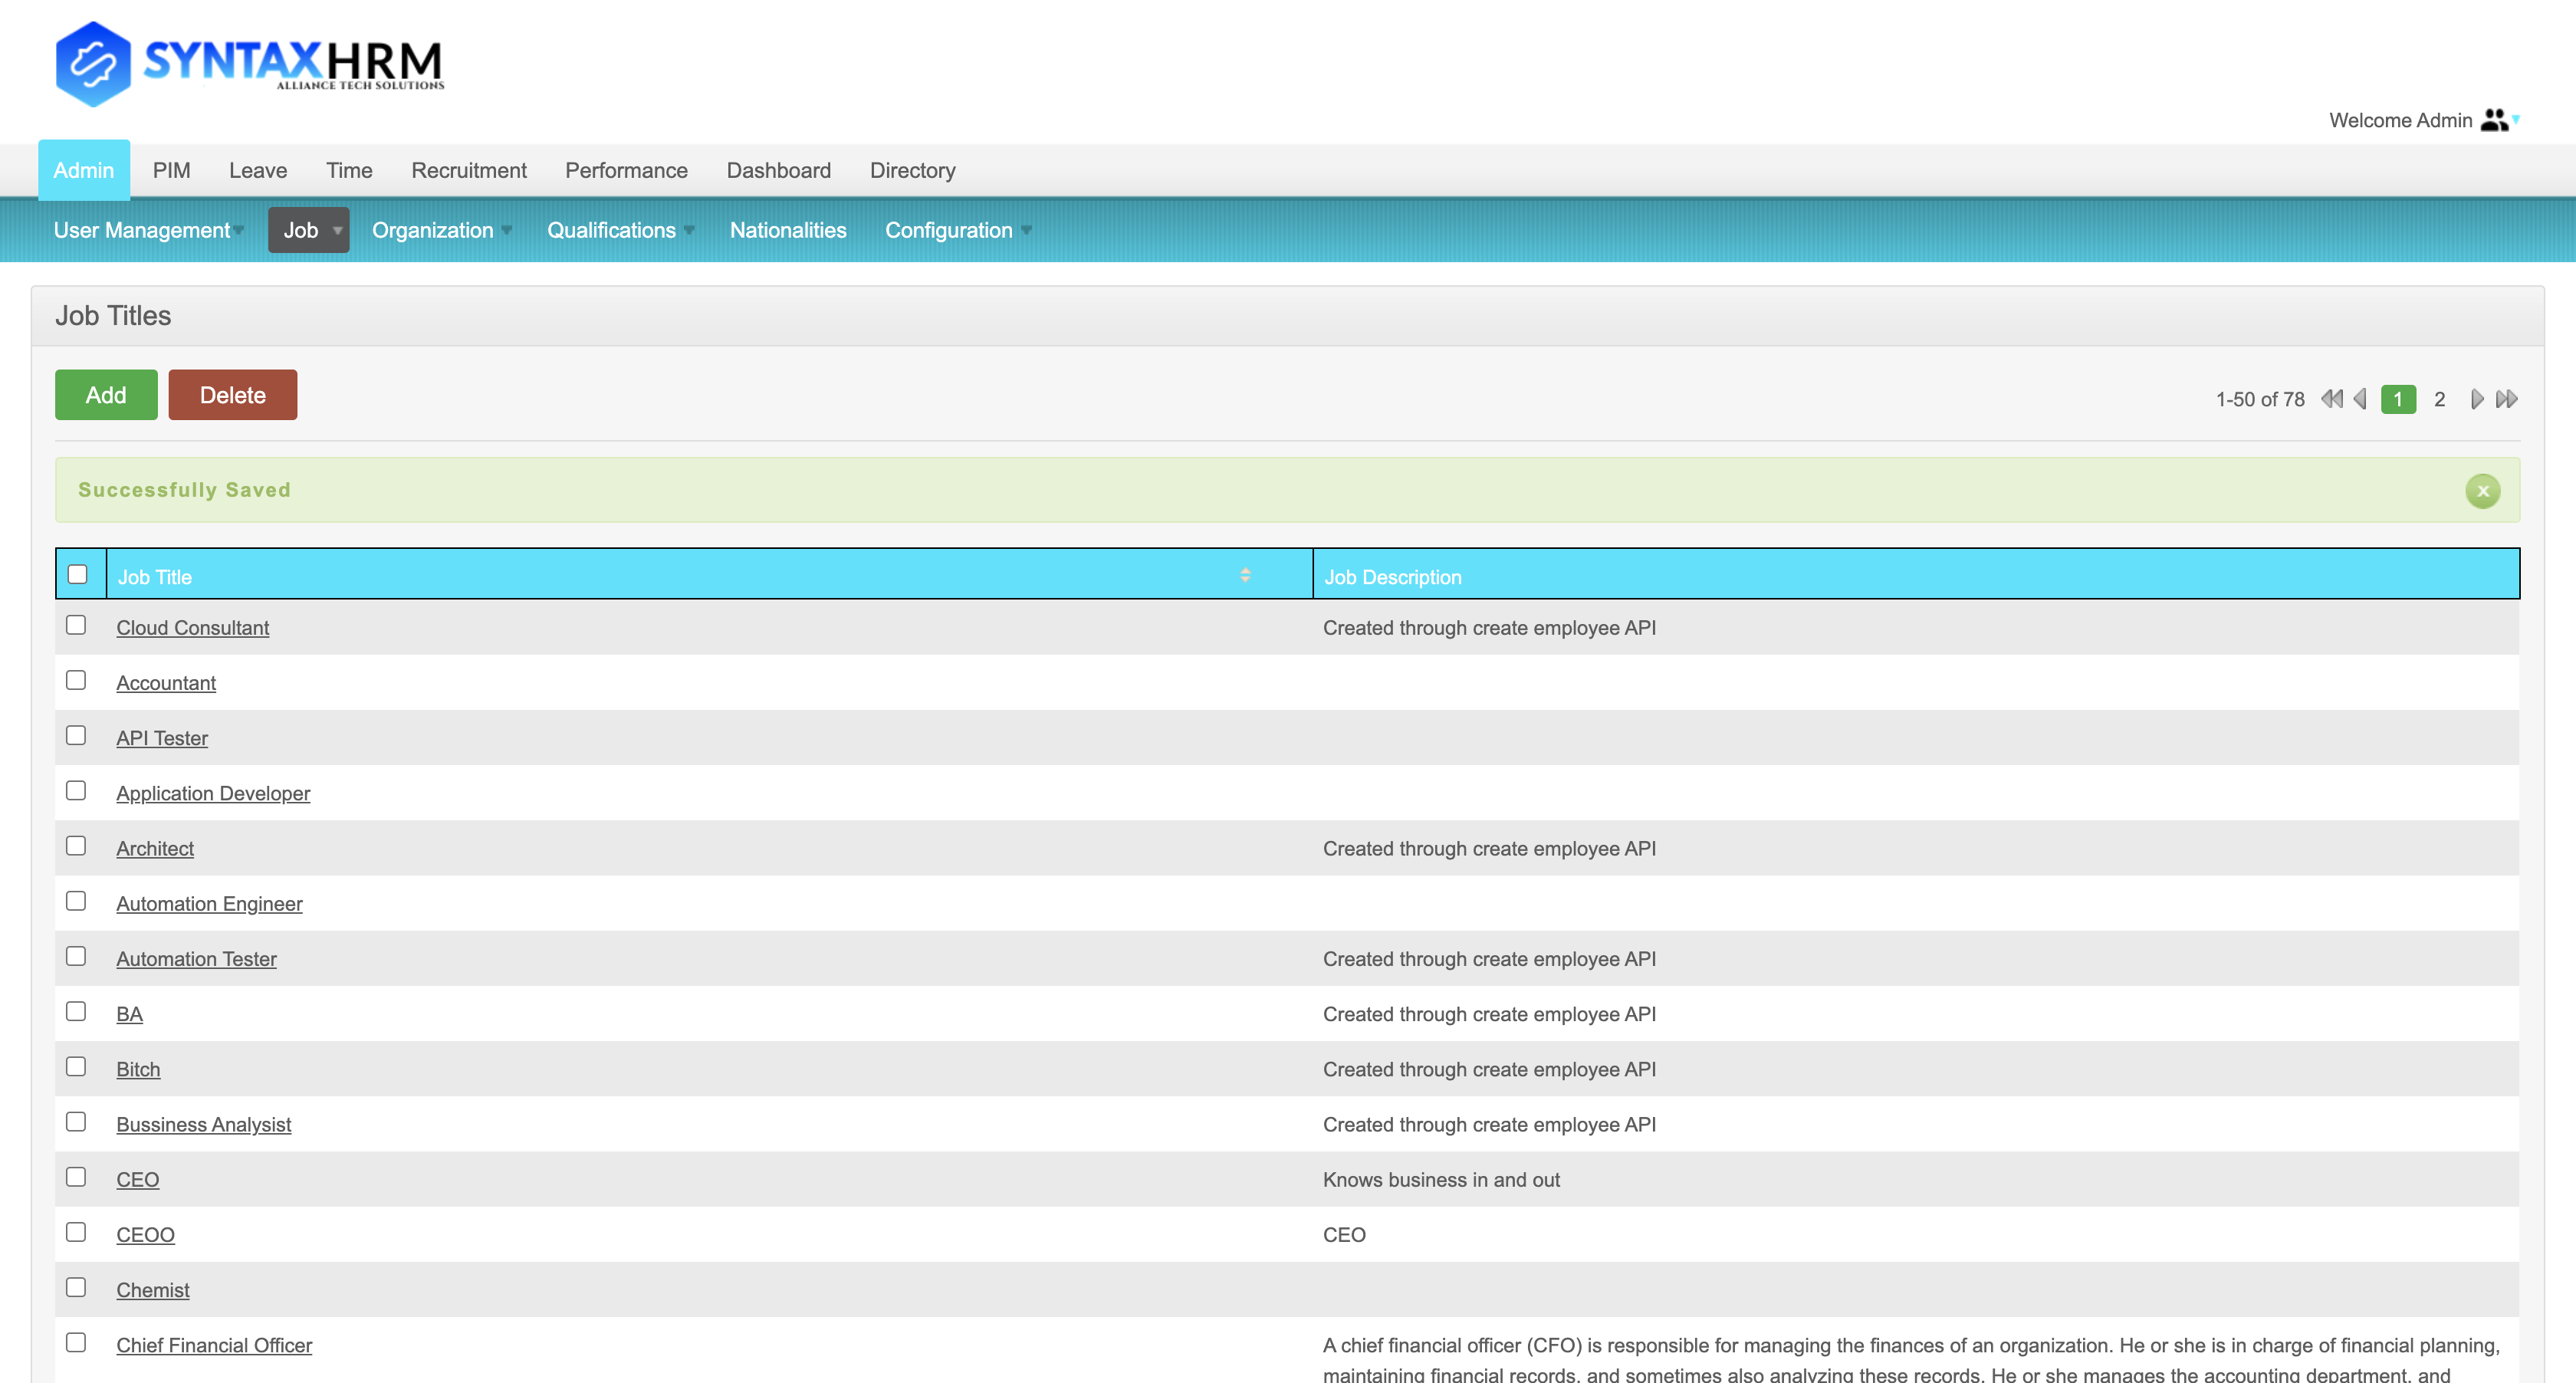 SYNTAXHRM
ALLIANCE TECH SOLUTIONS
Welcome Admin
Admin PIM Leave Time Recruitment Performance Dashboard Directory
User Management Job Organization Qualifications Nationalities Configuration
Job Titles
Add Delete 1-50 of 78 1 2
Successfully Saved x
Job Title Job Description
Cloud Consultant Created through create employee API
Accountant
API Tester
Application Developer
Architect Created through create employee API
Automation Engineer
Automation Tester Created through create employee API
BA Created through create employee API
Bitch Created through create employee API
Bussiness Analysist Created through create employee API
CEO Knows business in and out
CEOO CEO
Chemist
Chief Financial Officer A chief financial officer (CFO) is responsible for managing the finances of an organization. He or she is in charge of financial planning,
maintaining financial records, and sometimes also analyzing these records. He or she manages the accounting department, and